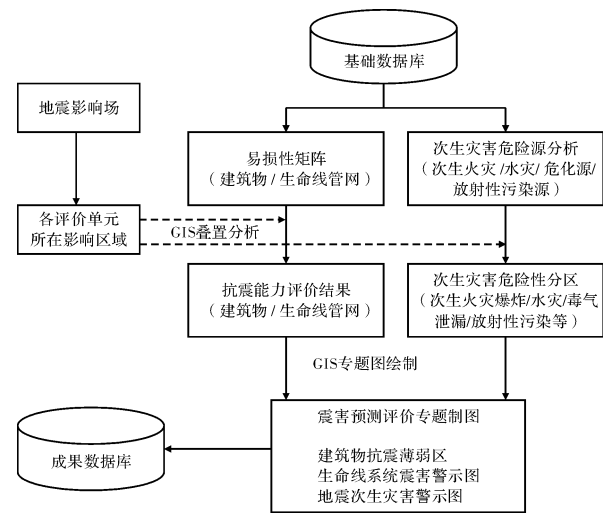 基础数据库
地震影响场
易损性矩阵
（建筑物 / 生命线管网）
次生灾害危险源分析
（次生火灾 /水灾/ 危化源/
放射性污染源）
各评价单元
所在影响区域
GIS叠置分析
抗震能力评价结果
（建筑物 / 生命线管网）
次生灾害危险性分区
（次生火灾爆炸/水灾/毒气
泄漏/放射性污染等）
GIS专题图绘制
震害预测评价专题制图
建筑物抗震薄弱区
生命线系统震害警示图
地震次生灾害警示图
成果数据库